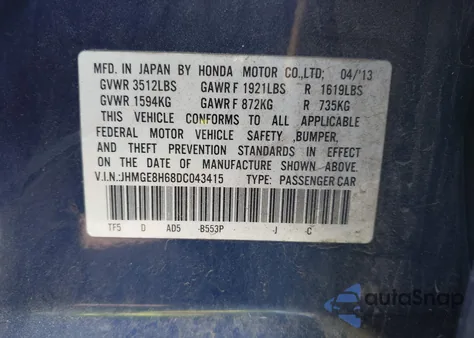 MFD. IN JAPAN BY HONDA MOTOR CO.,LTD; 04/'13
GVWR 3512LBS GAWR F 1921LBS R 1619LBS
GVWR 1594KG GAWR F 872KG R 735KG
THIS VEHICLE CONFORMS TO ALL APPLICABLE
FEDERAL MOTOR VEHICLE SAFETY ,BUMPER,
AND THEFT PREVENTION STANDARDS IN EFFECT
ON THE DATE OF MANUFACTURE SHOWN ABOVE.
V.I.N.:JHMGE8H68DC043415 TYPE: PASSENGER CAR
TF5 D AD5 -B553P -J -C
autoSnap